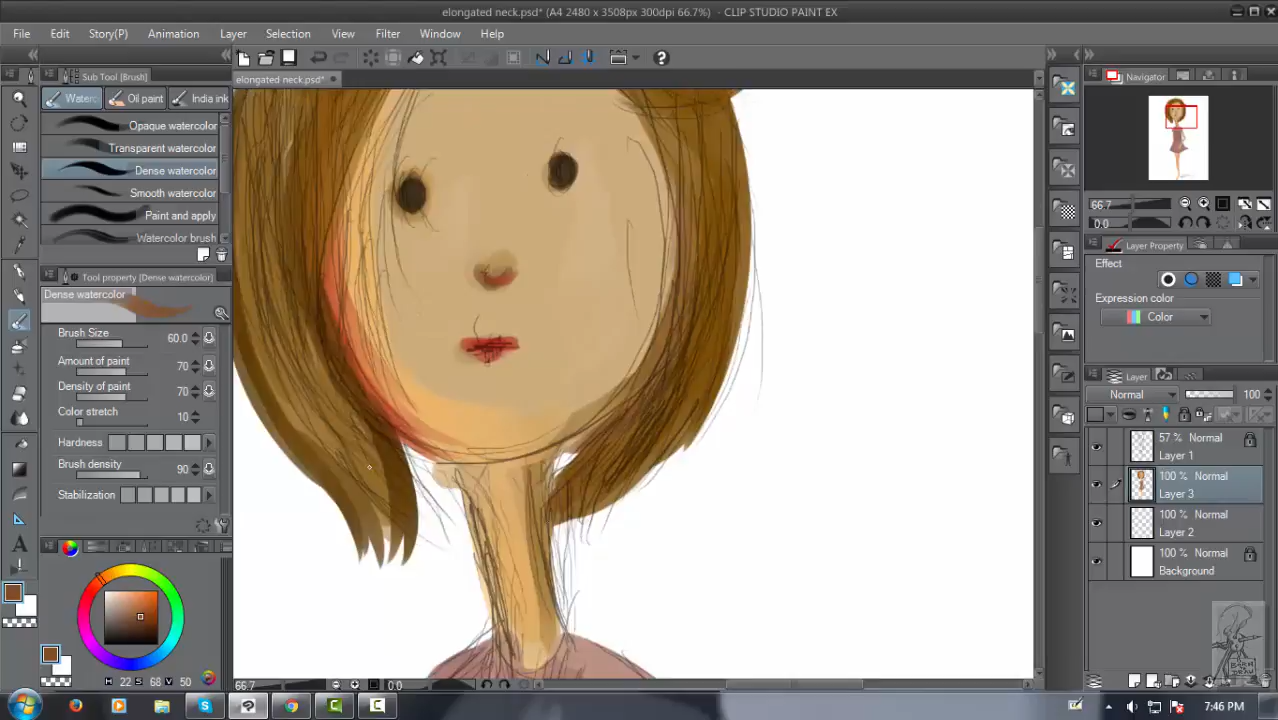 elongated neck.psd* (A4 2480 x 3508px 300dpi 66.7%) - CLIP STUDIO PAINT EX
File Edit Story(P) Animation Layer Selection View Filter Window Help
Sub Tool [Brush]
elongated neck.psd*
Navigator
Waterc Oil paint India ink
Opaque watercolor
Transparent watercolor
Dense watercolor
Smooth watercolor
Paint and apply
Watercolor brush
Tool property [Dense watercolor]
Dense watercolor
Brush Size 60.0
Amount of paint 70
Density of paint 70
Color stretch 10
Hardness
Brush density 90
Stabilization
H 22 S 68 V 50
66.7 0.0
66.7
0.0
Layer Property
Effect
Expression color
Color
Layer
Normal 100
57 % Normal
Layer 1
100 % Normal
Layer 3
100 % Normal
Layer 2
100 % Normal
Background
7:46 PM